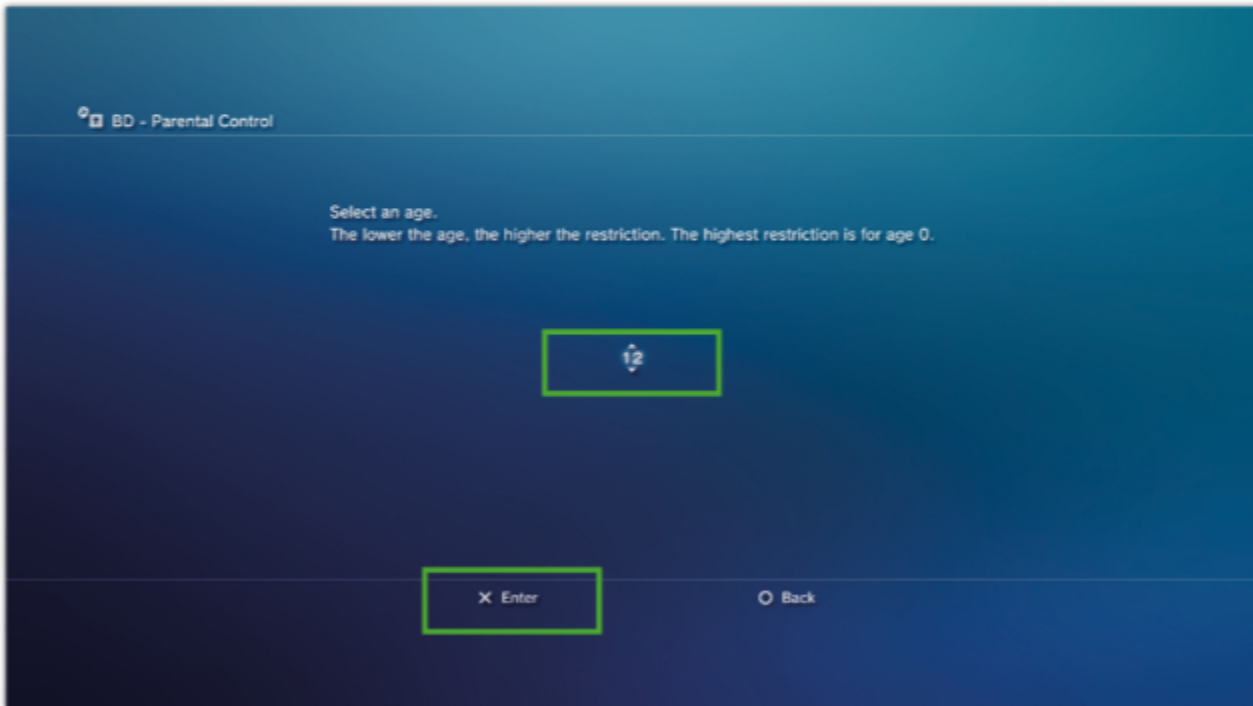 BD - Parental Control
Select an age.
The lower the age, the higher the restriction. The highest restriction is for age 0.
12
X Enter
O Back